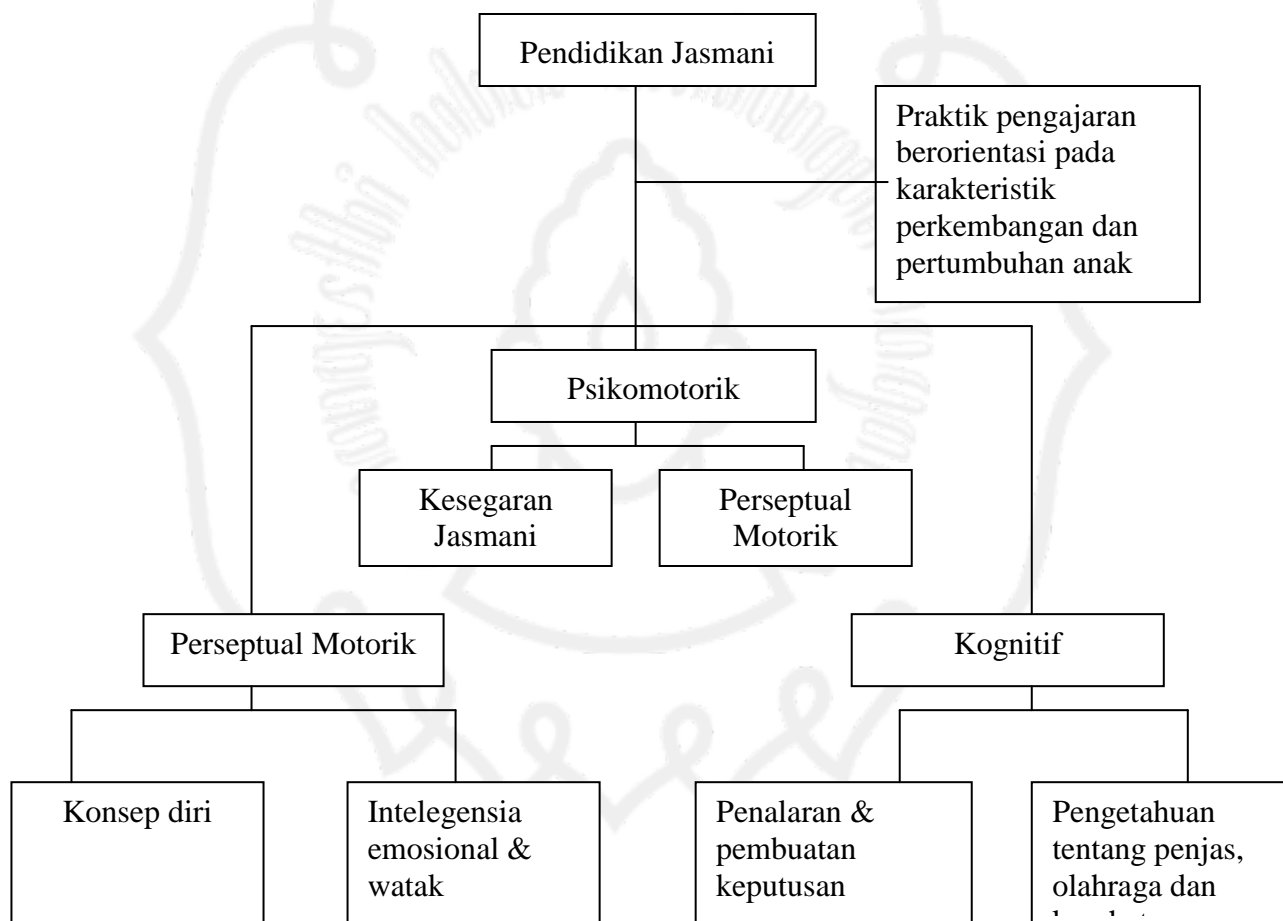 Pendidikan Jasmani
Praktik pengajaran
berorientasi pada
karakteristik
perkembangan dan
pertumbuhan anak
Psikomotorik
Kesegaran
Jasmani
Perseptual
Motorik
Perseptual Motorik
Kognitif
Konsep diri
Intelegensia
emosional &
watak
Penalaran &
pembuatan
keputusan
Pengetahuan
tentang penjas,
olahraga dan